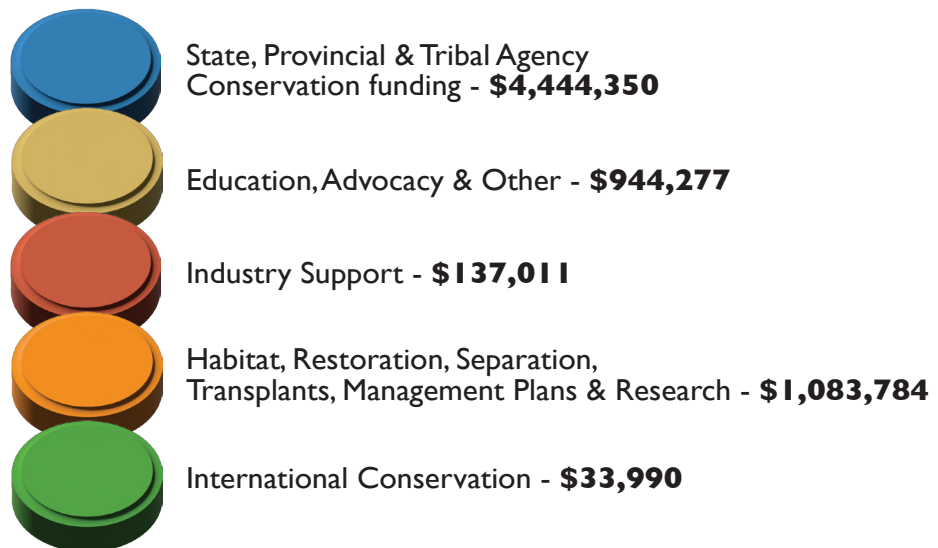 State, Provincial & Tribal Agency
Conservation funding - $4,444,350
Education, Advocacy & Other - $944,277
Industry Support - $137,011
Habitat, Restoration, Separation,
Transplants, Management Plans & Research - $1,083,784
International Conservation - $33,990